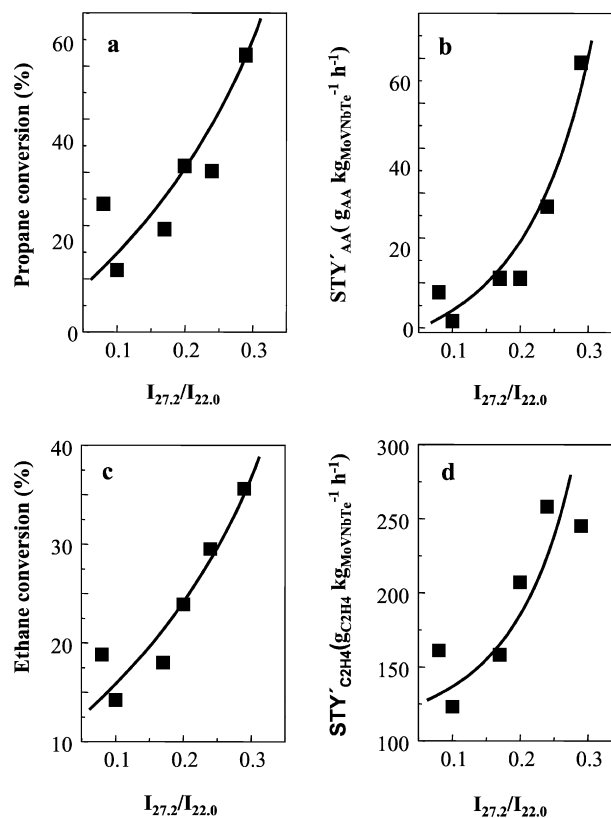 a
Propane conversion (%)
60
40
20
0
0.1 0.2 0.3
I27.2/I22.0
b
STY´AA( gAA kgMoVNbTe-1 h-1)
60
40
20
0
0.1 0.2 0.3
I27.2/I22.0
c
Ethane conversion (%)
40
30
20
10
0.1 0.2 0.3
I27.2/I22.0
d
STY´C2H4(gC2H4 kgMoVNbTe-1 h-1)
300
250
200
150
100
0.1 0.2 0.3
I27.2/I22.0